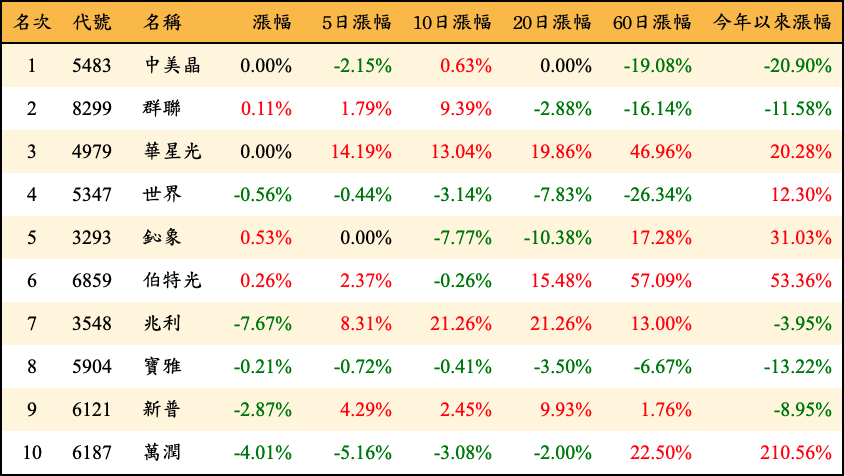 名次 代號 名稱 漲幅 5日漲幅 10日漲幅 20日漲幅 60日漲幅 今年以來漲幅
1 5483 中美晶 0.00% -2.15% 0.63% 0.00% -19.08% -20.90%
2 8299 群聯 0.11% 1.79% 9.39% -2.88% -16.14% -11.58%
3 4979 華星光 0.00% 14.19% 13.04% 19.86% 46.96% 20.28%
4 5347 世界 -0.56% -0.44% -3.14% -7.83% -26.34% 12.30%
5 3293 鈊象 0.53% 0.00% -7.77% -10.38% 17.28% 31.03%
6 6859 伯特光 0.26% 2.37% -0.26% 15.48% 57.09% 53.36%
7 3548 兆利 -7.67% 8.31% 21.26% 21.26% 13.00% -3.95%
8 5904 寶雅 -0.21% -0.72% -0.41% -3.50% -6.67% -13.22%
9 6121 新普 -2.87% 4.29% 2.45% 9.93% 1.76% -8.95%
10 6187 萬潤 -4.01% -5.16% -3.08% -2.00% 22.50% 210.56%